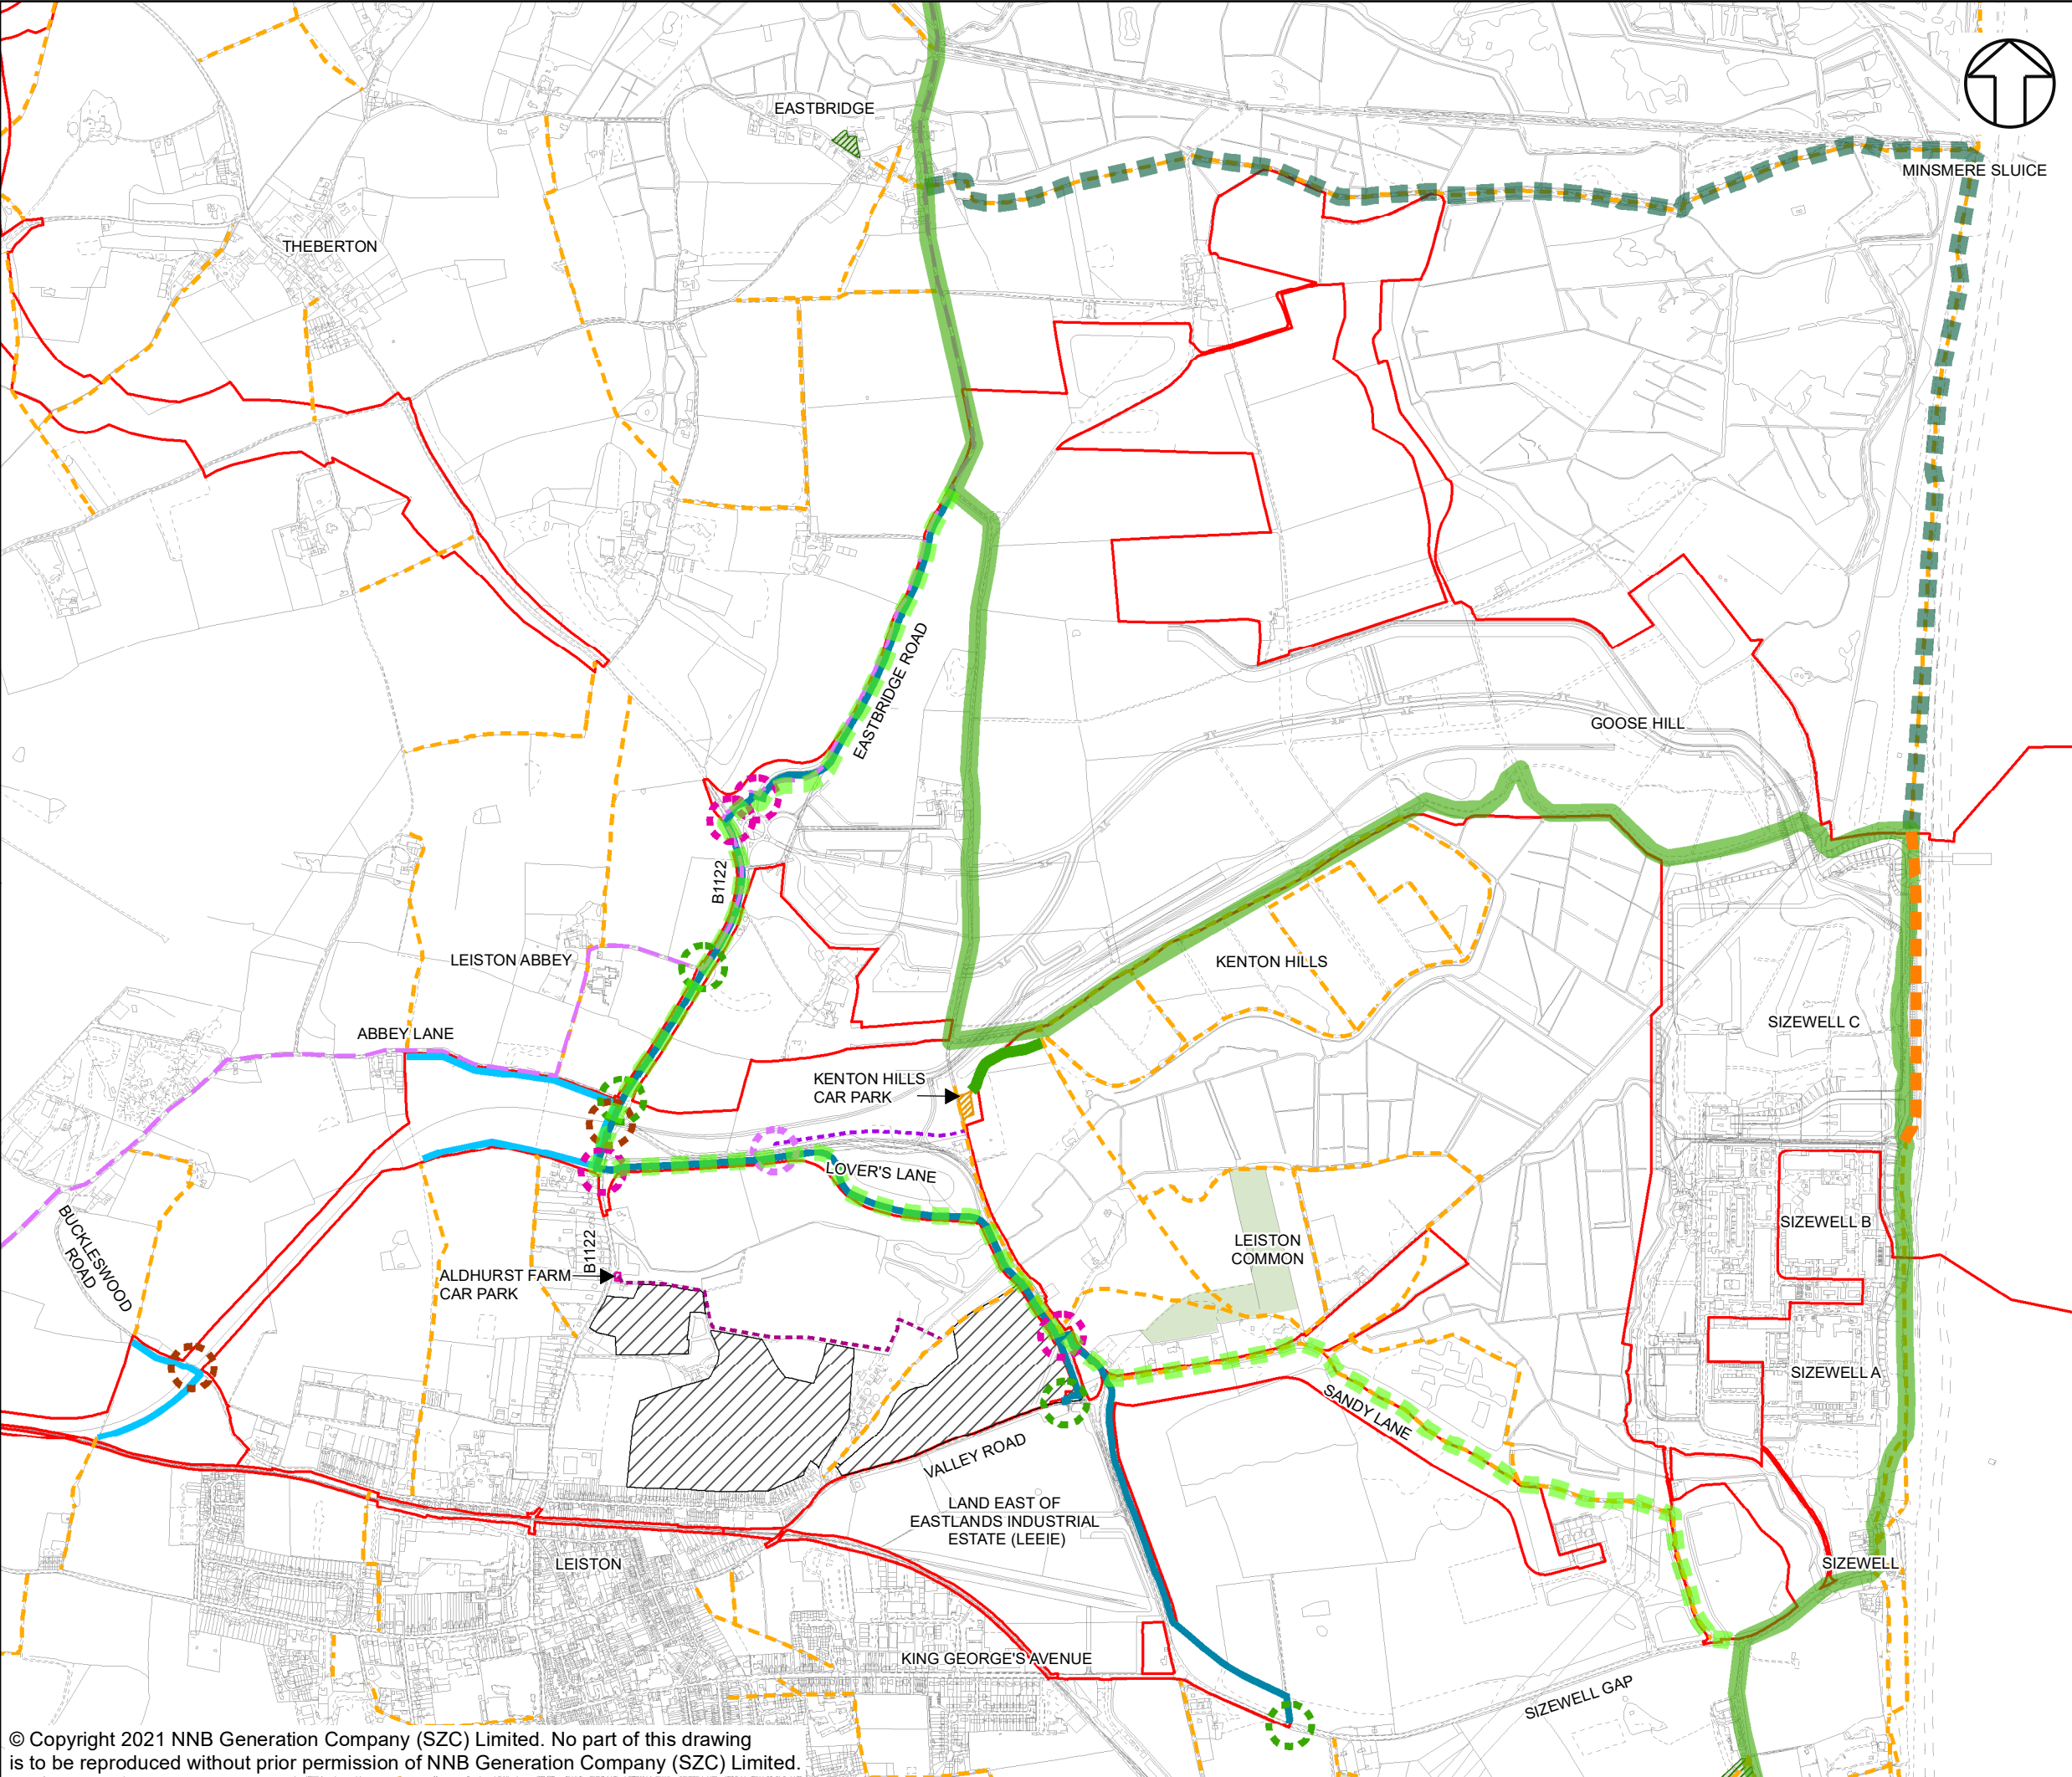 EASTBRIDGE
MINSMERE SLUICE
THEBERTON
EASTBRIDGE ROAD
GOOSE HILL
B1122
LEISTON ABBEY
KENTON HILLS
ABBEY LANE
SIZEWELL C
KENTON HILLS
CAR PARK
LOVER'S LANE
BUCKLESWOOD
ROAD
B1122
SIZEWELL B
LEISTON
COMMON
ALDHURST FARM
CAR PARK
SIZEWELL A
SANDY LANE
VALLEY ROAD
LAND EAST OF
EASTLANDS INDUSTRIAL
ESTATE (LEEIE)
LEISTON
SIZEWELL
KING GEORGE'S AVENUE
SIZEWELL GAP
© Copyright 2021 NNB Generation Company (SZC) Limited. No part of this drawing
is to be reproduced without prior permission of NNB Generation Company (SZC) Limited.